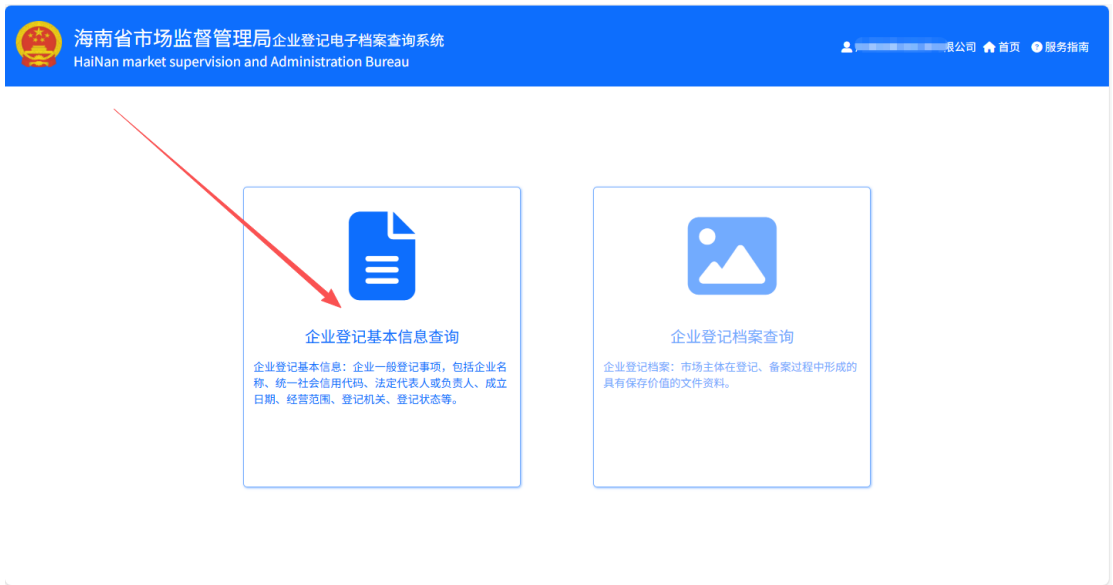 海南省市场监督管理局企业登记电子档案查询系统
HaiNan market supervision and Administration Bureau
限公司 首页 服务指南
企业登记基本信息查询
企业登记基本信息：企业一般登记事项，包括企业名
称、统一社会信用代码、法定代表人或负责人、成立
日期、经营范围、登记机关、登记状态等。
企业登记档案查询
企业登记档案：市场主体在登记、备案过程中形成的
具有保存价值的文件资料。